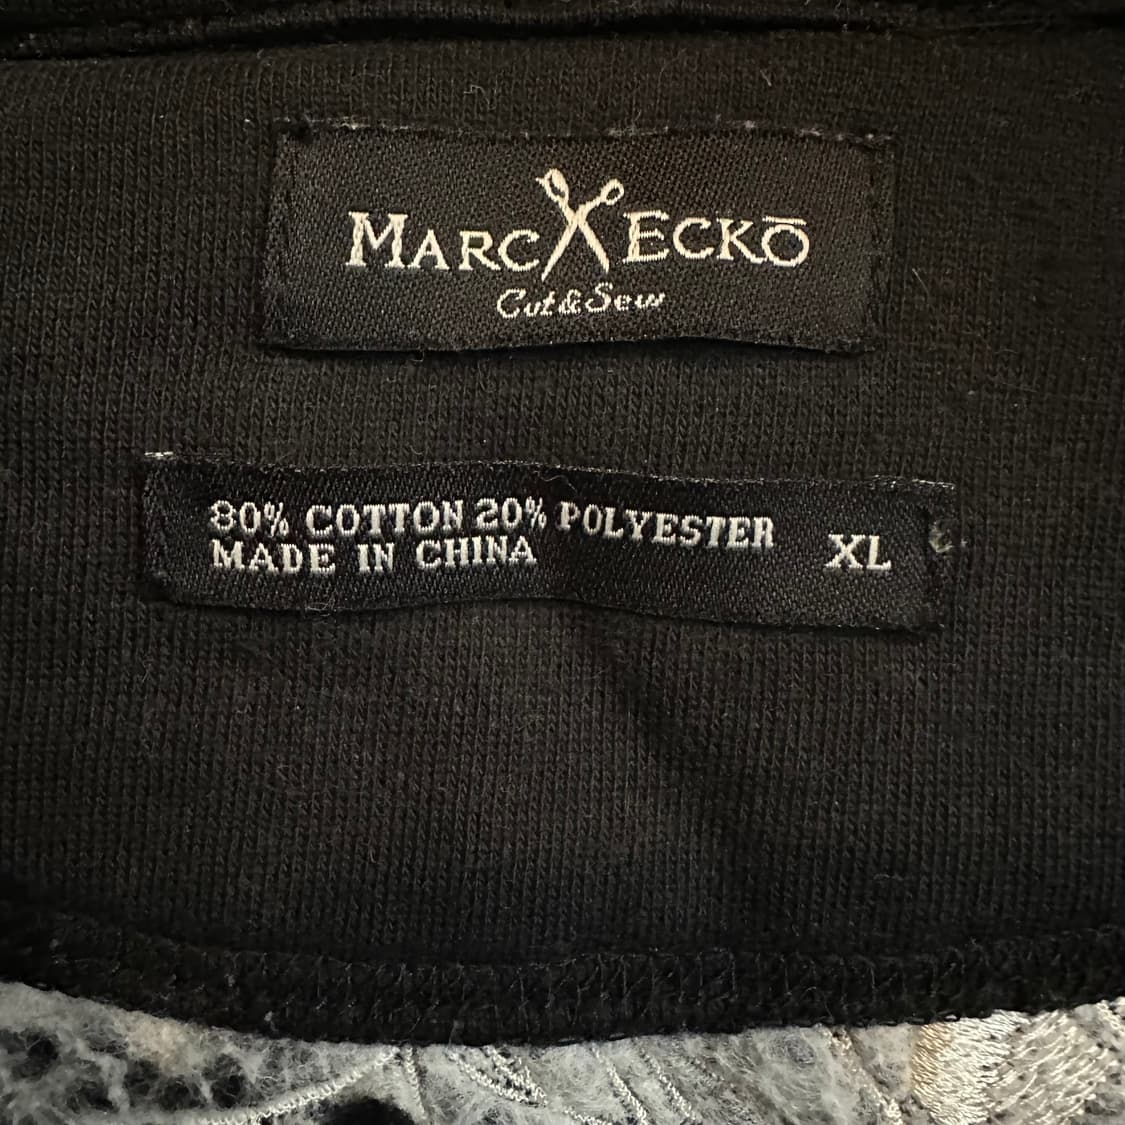 MARC ECKŌ
Cut & Sew
80% COTTON 20% POLYESTER
MADE IN CHINA
XL